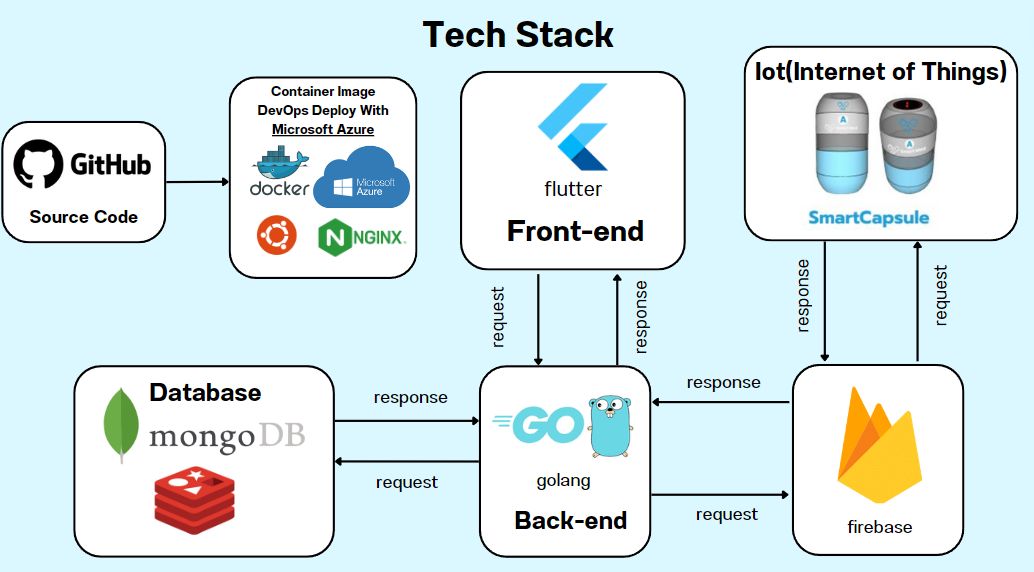 Tech Stack
GitHub
Source Code
Container Image
DevOps Deploy With
Microsoft Azure
docker
Microsoft
Azure
NGINX
flutter
Front-end
Iot(Internet of Things)
A
A
SmartCapsule
request
response
response
request
Database
mongoDB
response
request
GO
golang
Back-end
response
request
firebase